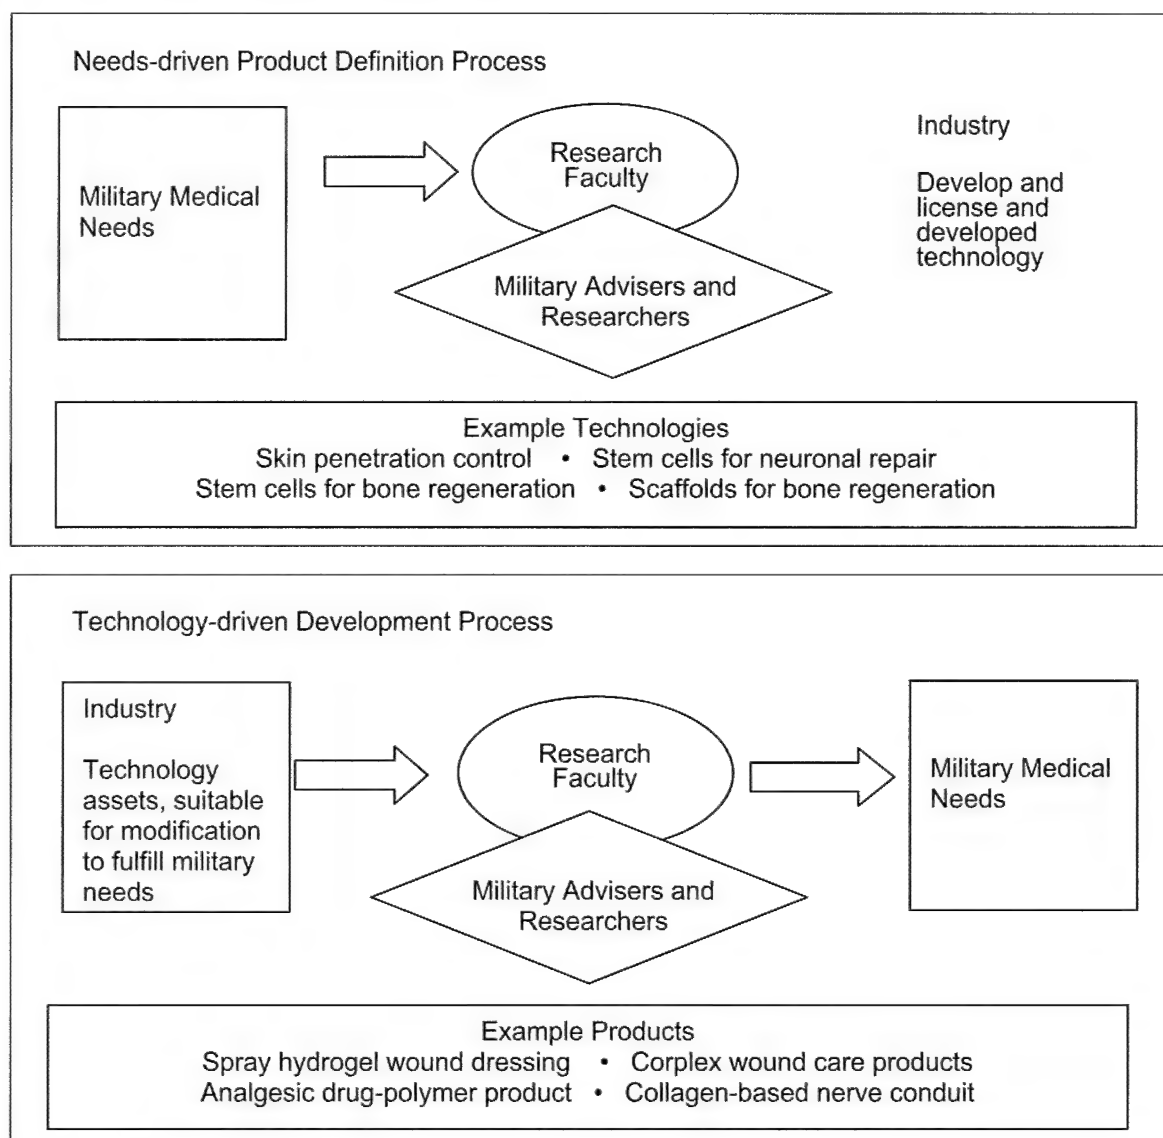 Needs-driven Product Definition Process
Military Medical
Needs
Research
Faculty
Military Advisers and
Researchers
Industry
Develop and
license and
developed
technology
Example Technologies
Skin penetration control • Stem cells for neuronal repair
Stem cells for bone regeneration • Scaffolds for bone regeneration
Technology-driven Development Process
Industry
Technology
assets, suitable
for modification
to fulfill military
needs
Research
Faculty
Military Advisers and
Researchers
Military Medical
Needs
Example Products
Spray hydrogel wound dressing • Corplex wound care products
Analgesic drug-polymer product • Collagen-based nerve conduit